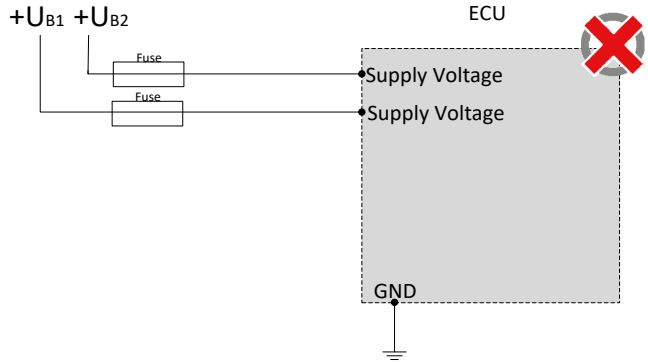 +UB1 +UB2
ECU
Fuse
Supply Voltage
Fuse
Supply Voltage
GND